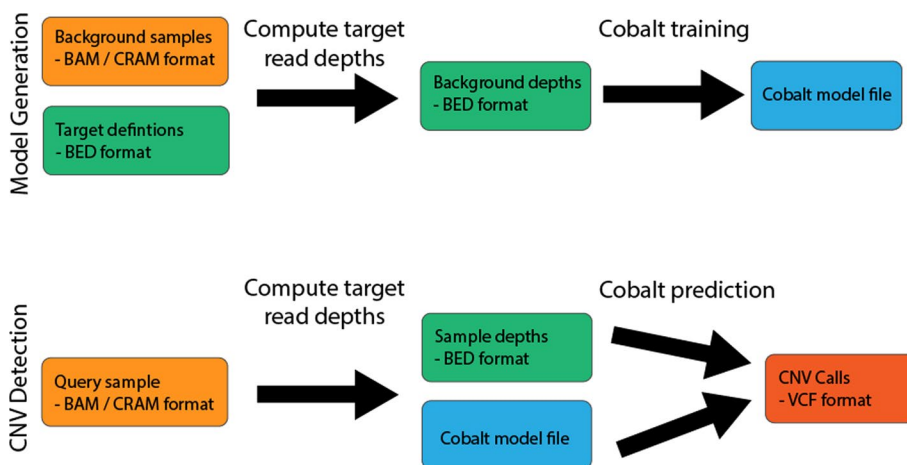 Model Generation
Background samples
- BAM / CRAM format
Target defintions
- BED format
Compute target
read depths
Background depths
- BED format
Cobalt training
Cobalt model file
CNV Detection
Query sample
- BAM / CRAM format
Compute target
read depths
Sample depths
- BED format
Cobalt model file
Cobalt prediction
CNV Calls
- VCF format